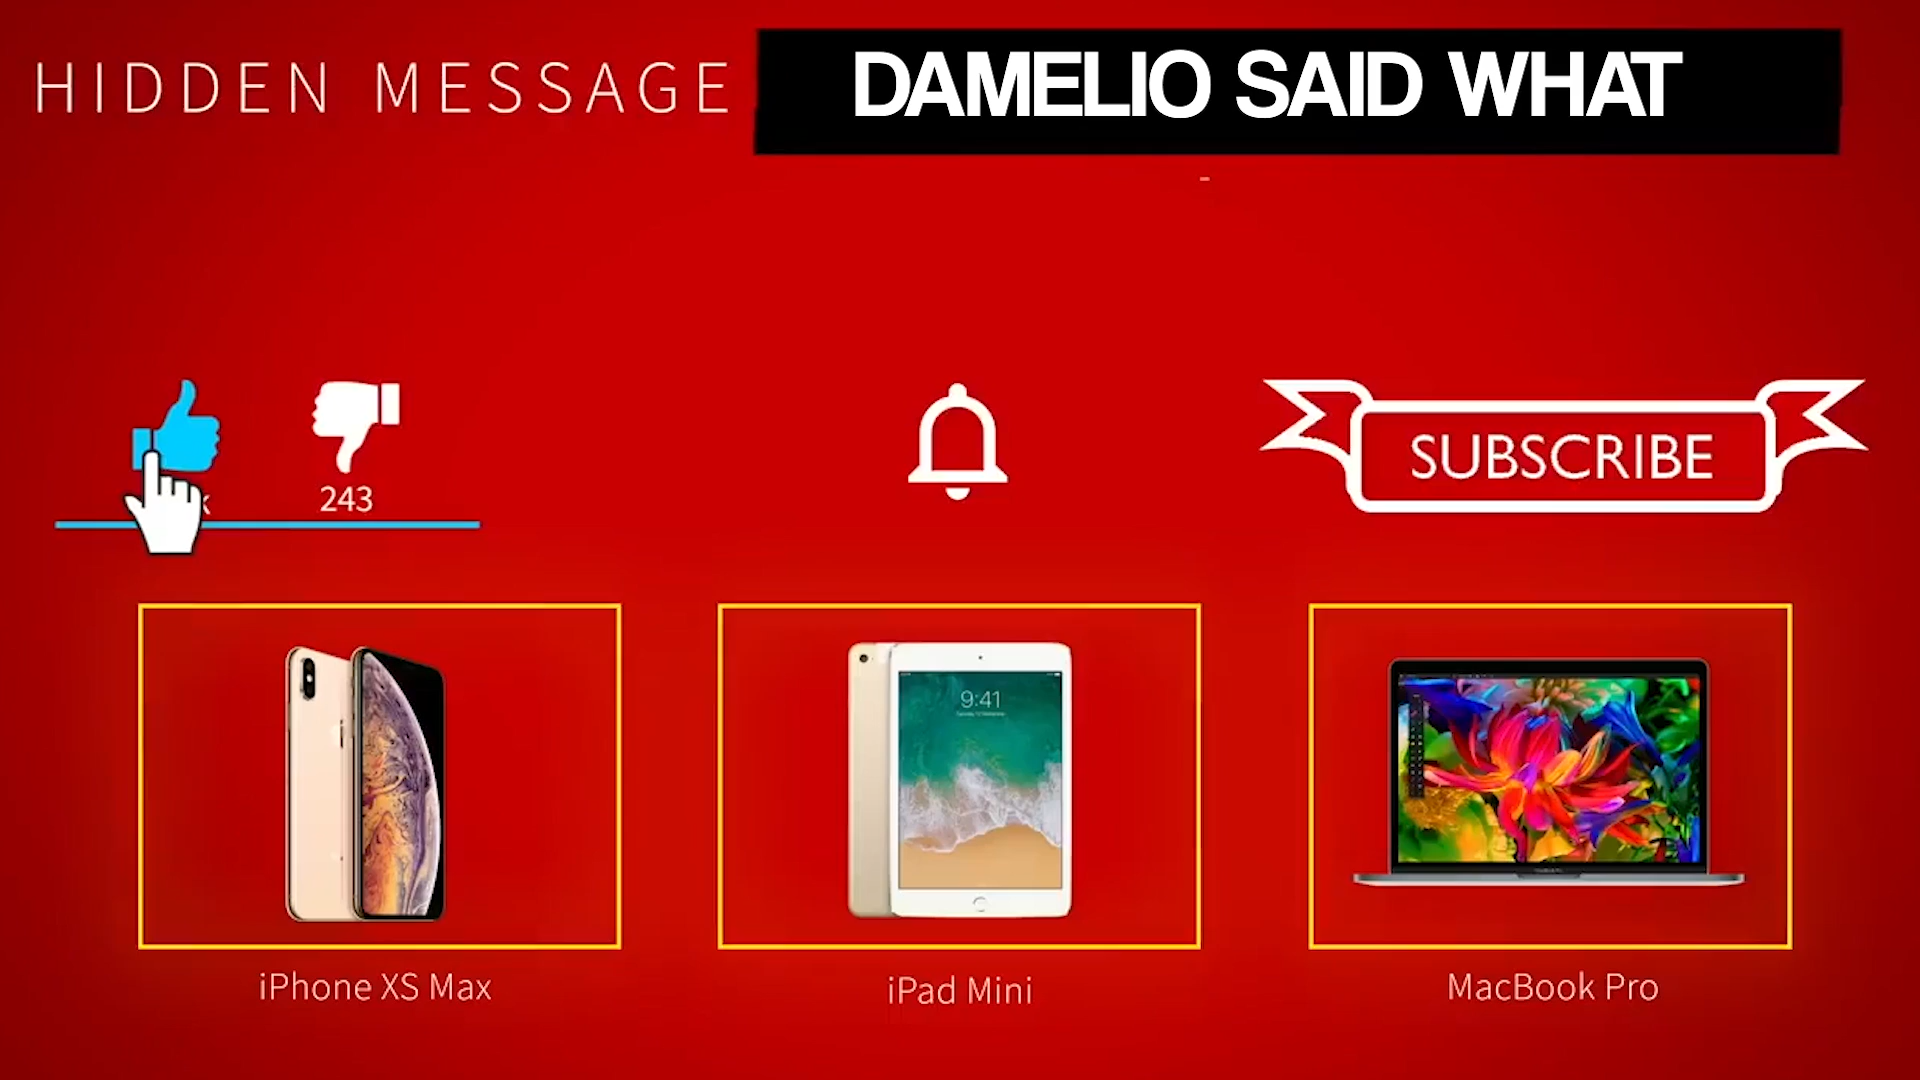 HIDDEN MESSAGE DAMELIO SAID WHAT
SUBSCRIBE
243
9:41
iPhone XS Max
iPad Mini
MacBook Pro